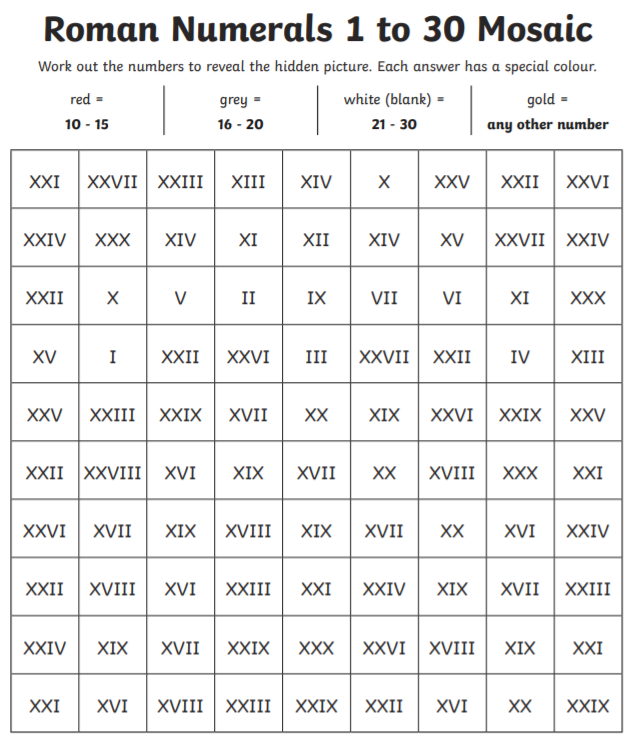 Roman Numerals 1 to 30 Mosaic
Work out the numbers to reveal the hidden picture. Each answer has a special colour.
red = grey = white (blank) = gold =
10 - 15 16 - 20 21 - 30 any other number
XXI XXVII XXIII XIII XIV X XXV XXII XXVI
XXIV XXX XIV XI XII XIV XV XXVII XXIV
XXII X V II IX VII VI XI XXX
XV I XXII XXVI III XXVII XXII IV XIII
XXV XXIII XXIX XVII XX XIX XXVI XXIX XXV
XXII XXVIII XVI XIX XVII XX XVIII XXX XXI
XXVI XVII XIX XVIII XIX XVII XX XVI XXIV
XXII XVIII XVI XXIII XXI XXIV XIX XVII XXIII
XXIV XIX XVII XXIX XXX XXVI XVIII XIX XXI
XXI XVI XVIII XXIII XXIX XXII XVI XX XXIX